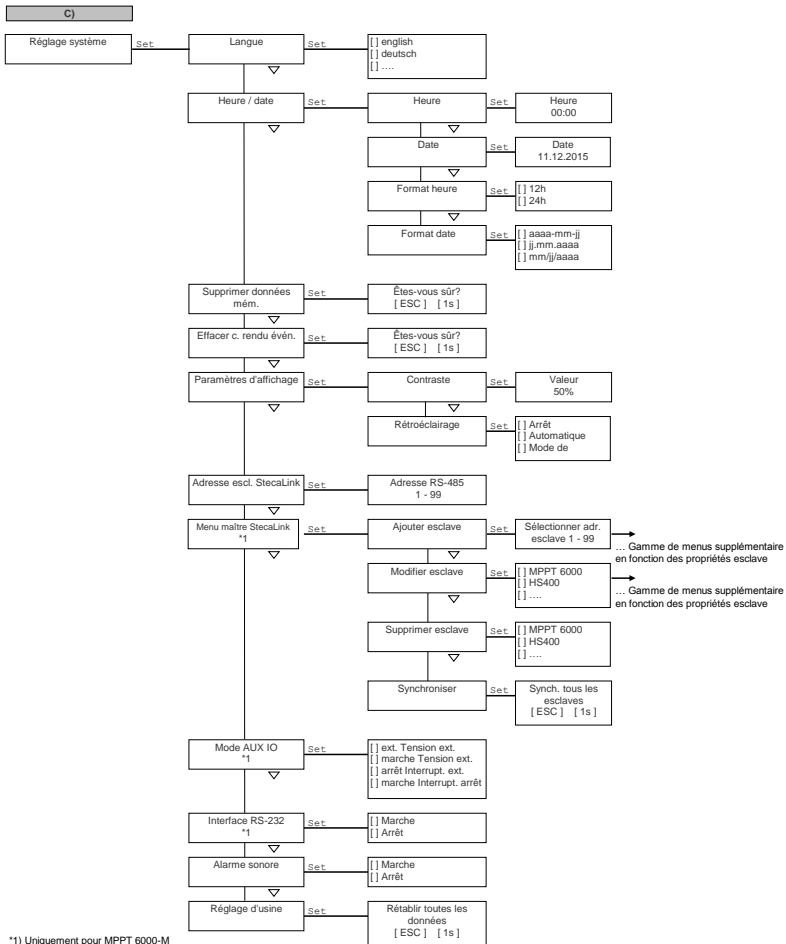 C)
Réglage système
Set
Langue
Set
[ ] english
[ ] deutsch
[ ] ….
Heure / date
Set
Heure
Set
Heure
00:00
Date
Set
Date
11.12.2015
Format heure
Set
[ ] 12h
[ ] 24h
Format date
Set
[ ] aaaa-mm-jj
[ ] jj.mm.aaaa
[ ] mm/jj/aaaa
Supprimer données
mém.
Set
Êtes-vous sûr?
[ ESC ] [ 1s ]
Effacer c. rendu évén.
Set
Êtes-vous sûr?
[ ESC ] [ 1s ]
Paramètres d'affichage
Set
Contraste
Set
Valeur
50%
Rétroéclairage
Set
[ ] Arrêt
[ ] Automatique
[ ] Mode de
Adresse escl. StecaLink
Set
Adresse RS-485
1 - 99
Menu maître StecaLink
*1
Set
Ajouter esclave
Set
Sélectionner adr.
esclave 1 - 99
… Gamme de menus supplémentaire
en fonction des propriétés esclave
Modifier esclave
Set
[ ] MPPT 6000
[ ] HS400
[ ] ….
… Gamme de menus supplémentaire
en fonction des propriétés esclave
Supprimer esclave
Set
[ ] MPPT 6000
[ ] HS400
[ ] ….
Synchroniser
Set
Synch. tous les
esclaves
[ ESC ] [ 1s ]
Mode AUX IO
*1
Set
[ ] ext. Tension ext.
[ ] marche Tension ext.
[ ] arrêt Interrupt. ext.
[ ] marche Interrupt. arrêt
Interface RS-232
*1
Set
[ ] Marche
[ ] Arrêt
Alarme sonore
Set
[ ] Marche
[ ] Arrêt
Réglage d'usine
Set
Rétablir toutes les
données
[ ESC ] [ 1s ]
*1) Uniquement pour MPPT 6000-M